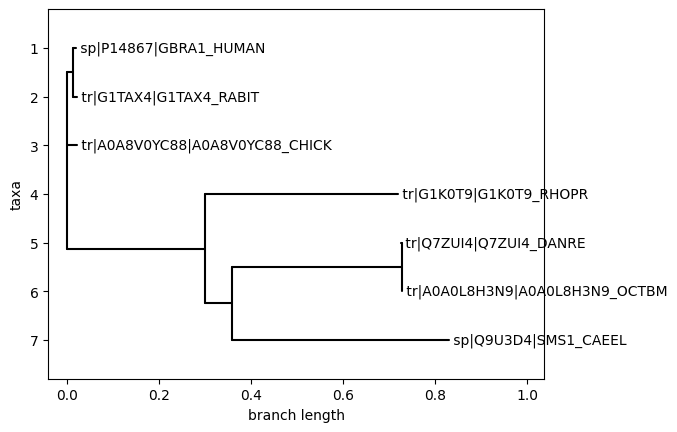 1
sp|P14867|GBRA1_HUMAN
2
tr|G1TAX4|G1TAX4_RABIT
3
tr|A0A8V0YC88|A0A8V0YC88_CHICK
taxa
4
tr|G1K0T9|G1K0T9_RHOPR
5
tr|Q7ZUI4|Q7ZUI4_DANRE
6
tr|A0A0L8H3N9|A0A0L8H3N9_OCTBM
7
sp|Q9U3D4|SMS1_CAEEL
0.0 0.2 0.4 0.6 0.8 1.0
branch length